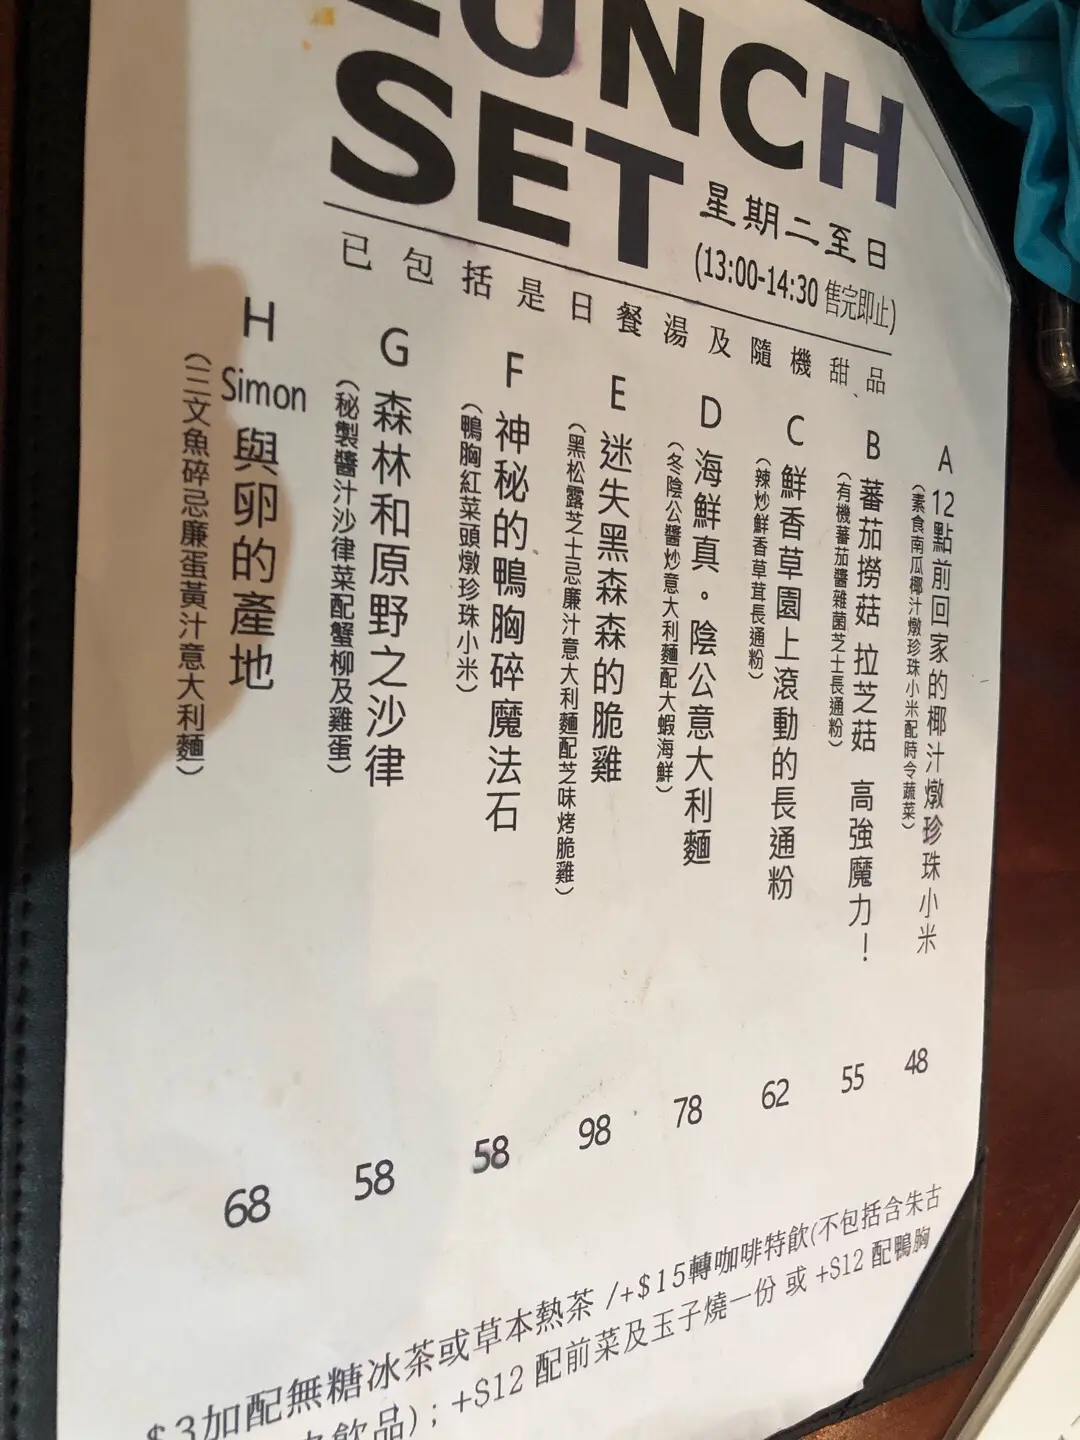 LUNCH
SET
星期二至日
(13:00-14:30 售完即止)
已包括是日餐湯及隨機甜品
A 12點前回家的椰汁燉珍珠小米
（素食南瓜椰汁燉珍珠小米配時令蔬菜）
48
B 蕃茄撈菇 拉芝菇 高強魔力！
（有機蕃茄醬雜菌芝士長通粉）
55
C 鮮香草園上滾動的長通粉
（辣炒鮮香草茸長通粉）
62
D 海鮮真。陰公意大利麵
（冬陰公醬炒意大利麵配大蝦海鮮）
78
E 迷失黑森森的脆雞
（黑松露芝士忌廉汁意大利麵配芝味烤脆雞）
98
F 神秘的鴨胸碎魔法石
（鴨胸紅菜頭燉珍珠小米）
58
G 森林和原野之沙律
（秘製醬汁沙律菜配蟹柳及雞蛋）
58
H Simon與卵的產地
（三文魚碎忌廉蛋黃汁意大利麵）
68
$3加配無糖冰茶或草本熱茶 /+$15轉咖啡特飲(不包括含朱古
飲品)；+S12 配前菜及玉子燒一份 或 +S12 配鴨胸